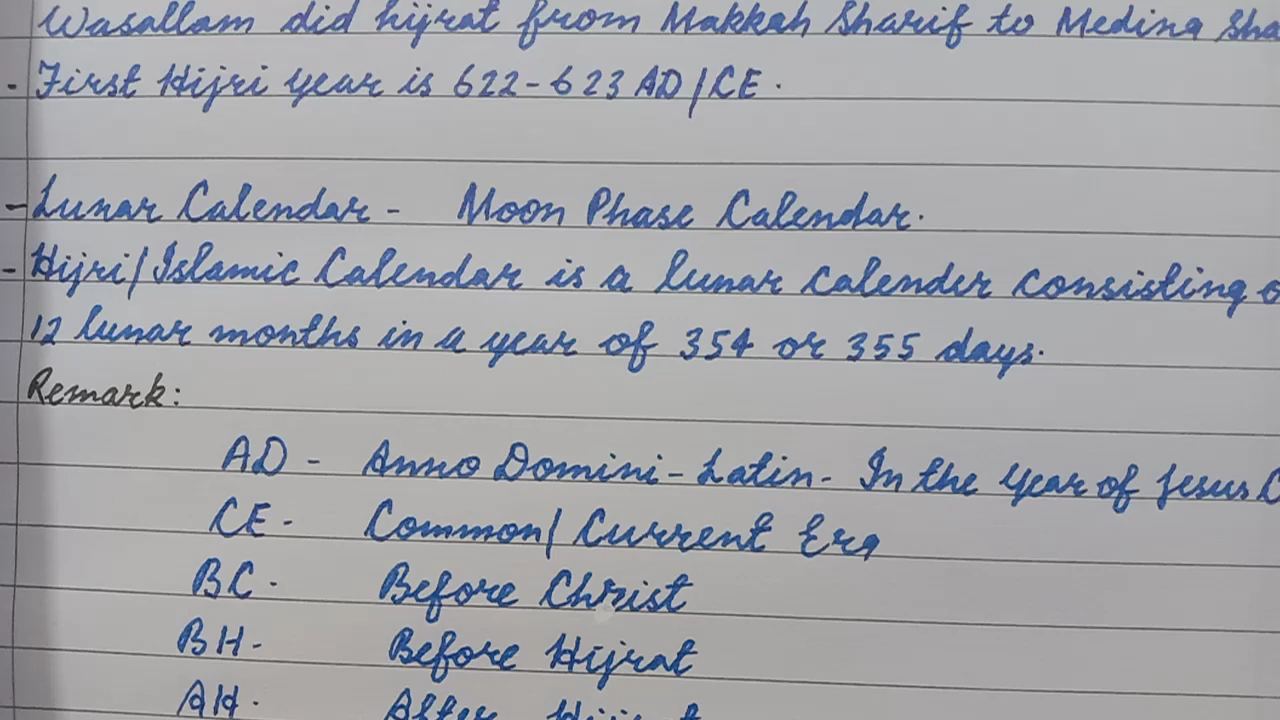 Wasallam did hijrat from Makkah Sharif to Medina Sha
- First Hijri year is 622-623 AD/CE.
- Lunar Calendar - Moon Phase Calendar.
- Hijri/Islamic Calendar is a lunar calender consisting o
12 lunar months in a year of 354 or 355 days.
Remark:
AD - Anno Domini - Latin - In the year of Jesus C
CE - Common/Current Era
BC - Before Christ
BH - Before Hijrat
AH - After Hijrat